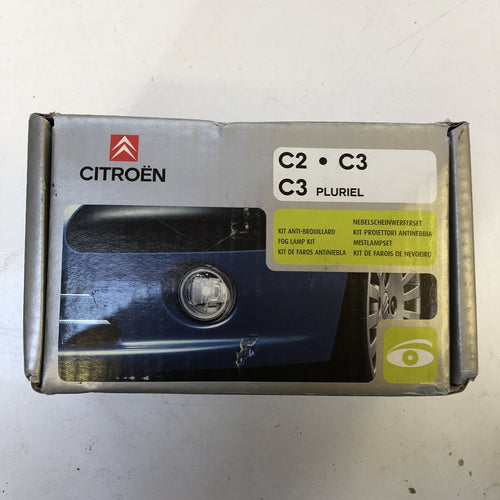 CITROËN
C2 • C3
C3 PLURIEL
KIT ANTI-BROUILLARD
FOG LAMP KIT
KIT DE FAROS ANTINIEBLA
NEBELSCHEINWERFERSET
KIT PROIETTORI ANTINEBBIA
MISTLAMPSET
KIT DE FAROIS DE NEVOEIRO